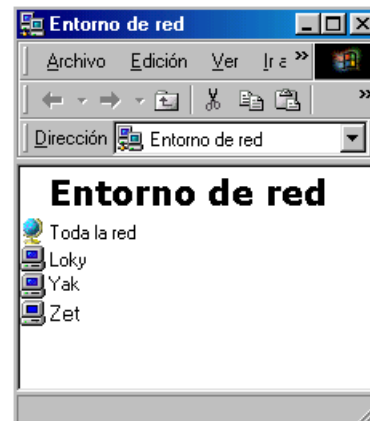 Entorno de red
Archivo Edición Ver Ir a »
»
Dirección Entorno de red
Entorno de red
Toda la red
Loky
Yak
Zet